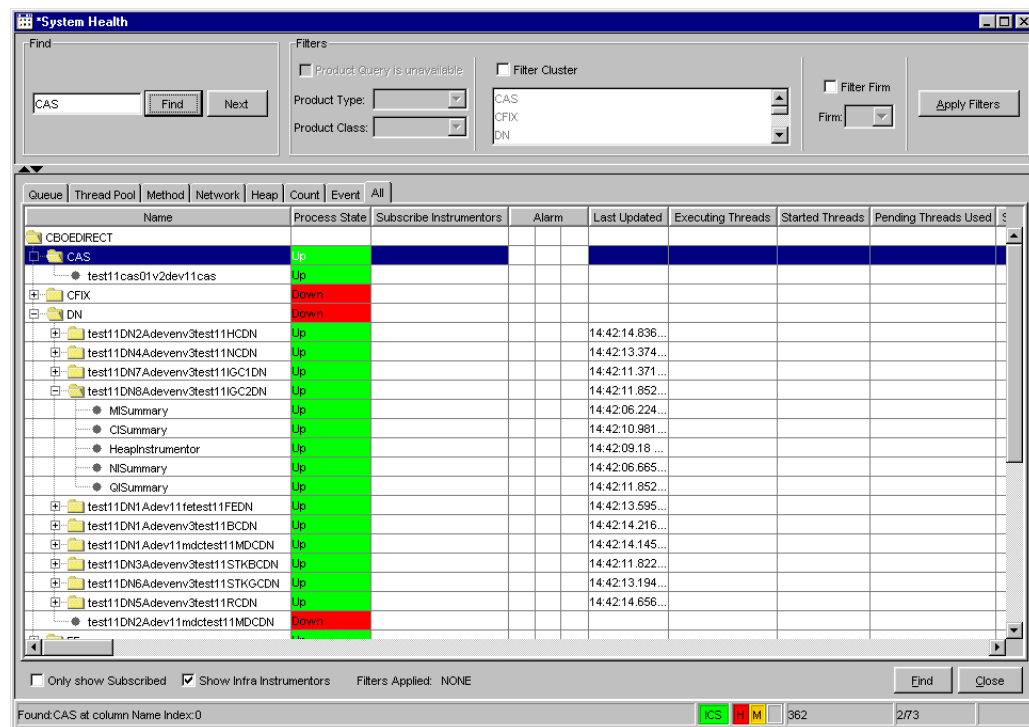 *System Health
Find
CAS
Find
Next
Filters
Product Query is unavailable
Product Type:
Product Class:
Filter Cluster
CAS
CFIX
DN
Filter Firm
Firm:
Apply Filters
Queue Thread Pool Method Network Heap Count Event All
Name Process State Subscribe Instrumentors Alarm Last Updated Executing Threads Started Threads Pending Threads Used S
CBOEDIRECT
CAS Up
test11cas01v2dev11cas Up
CFIX Down
DN Down
test11DN2Adevenv3test11HCDN Up 14:42:14.836...
test11DN4Adevenv3test11NCDN Up 14:42:13.374...
test11DN7Adevenv3test11IGC1DN Up 14:42:11.371...
test11DN8Adevenv3test11IGC2DN Up 14:42:11.852...
MISummary Up 14:42:06.224...
CISummary Up 14:42:10.981...
HeapInstrumentor Up 14:42:09.18 ...
NISummary Up 14:42:06.665...
QISummary Up 14:42:11.852...
test11DN1Adev11fetest11FEDN Up 14:42:13.595...
test11DN1Adevenv3test11BCDN Up 14:42:14.216...
test11DN1Adev11mdctest11MDCDN Up 14:42:14.145...
test11DN3Adevenv3test11STKBCDN Up 14:42:11.822...
test11DN6Adevenv3test11STKGCDN Up 14:42:13.194...
test11DN5Adevenv3test11RCDN Up 14:42:14.656...
test11DN2Adev11mdctest11MDCDN Down
Only show Subscribed Show Infra Instrumentors Filters Applied: NONE Find Close
Found:CAS at column Name Index:0 ICS H M 362 2/73